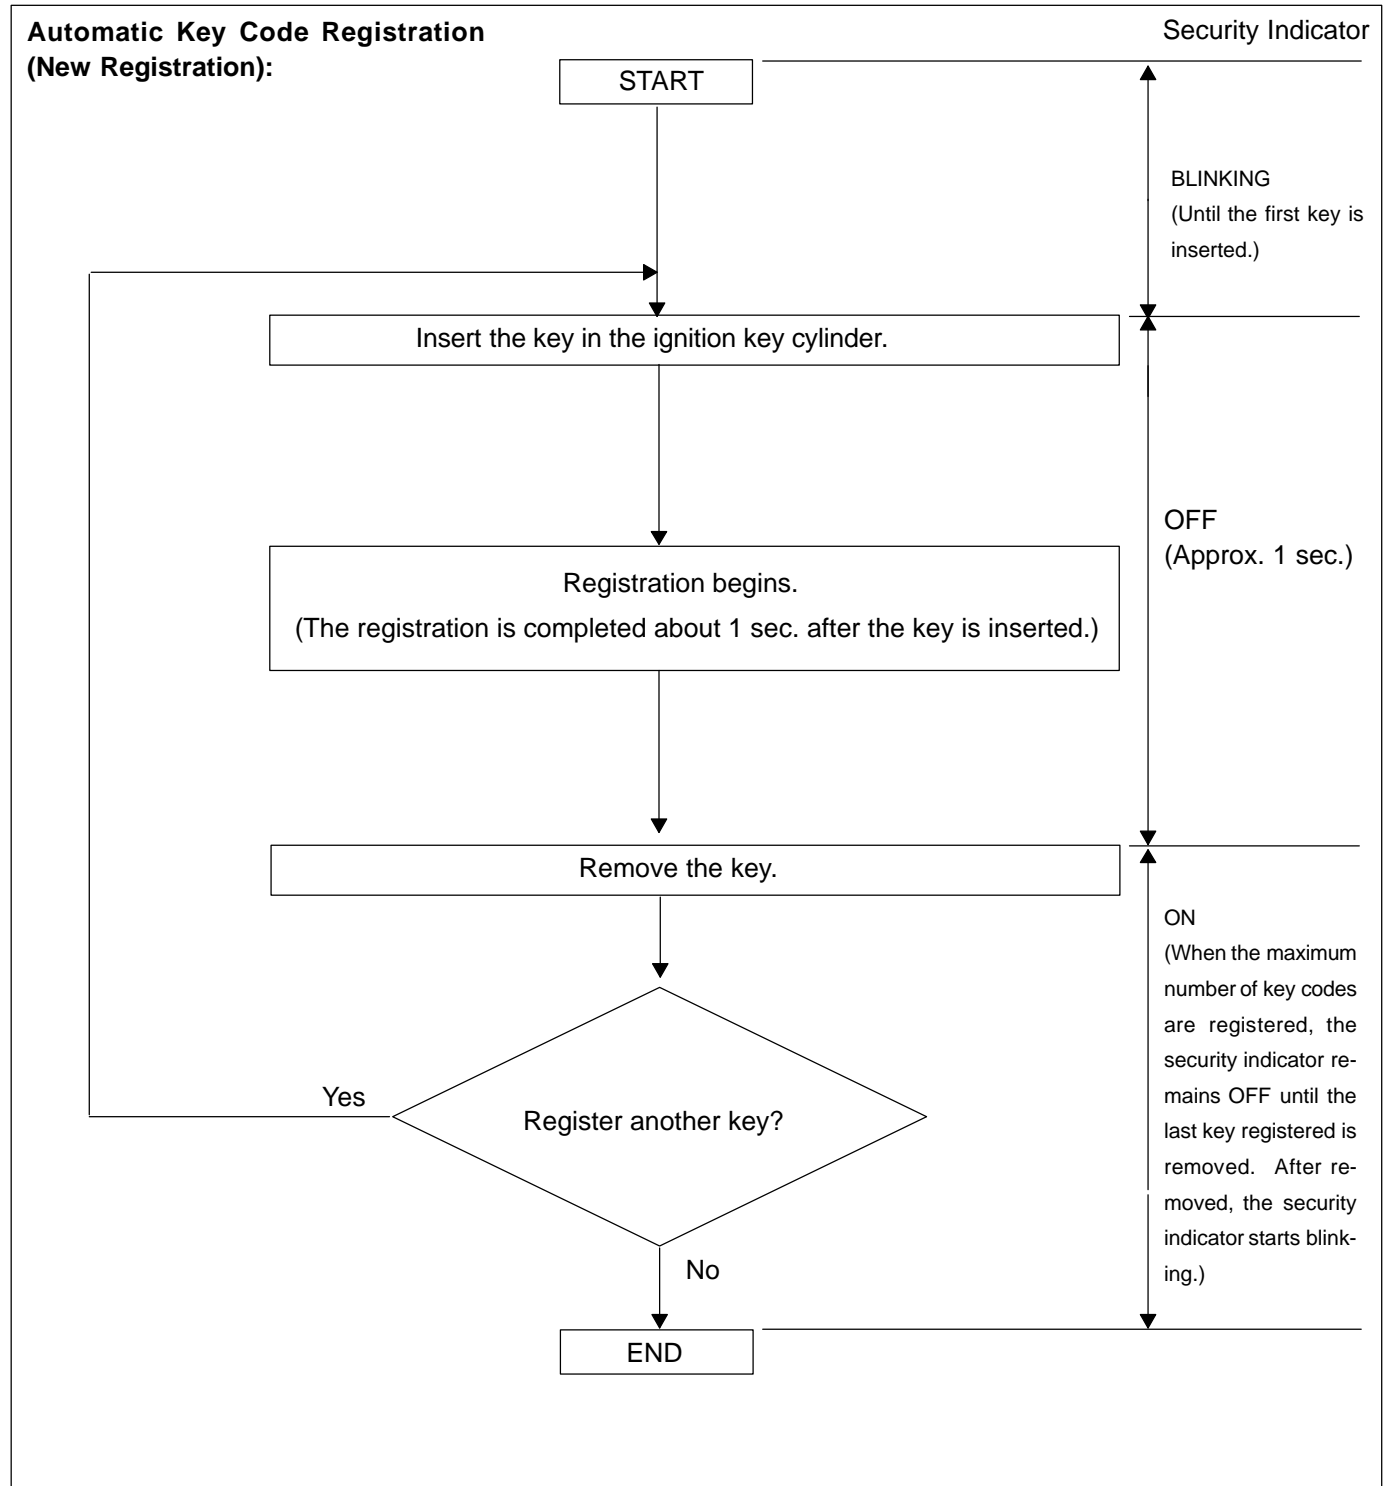 Automatic Key Code Registration
(New Registration):
Security Indicator
START
BLINKING
(Until the first key is
inserted.)
Insert the key in the ignition key cylinder.
OFF
(Approx. 1 sec.)
Registration begins.
(The registration is completed about 1 sec. after the key is inserted.)
Remove the key.
ON
(When the maximum
number of key codes
are registered, the
security indicator re-
mains OFF until the
last key registered is
removed. After re-
moved, the security
indicator starts blink-
ing.)
Yes
Register another key?
No
END